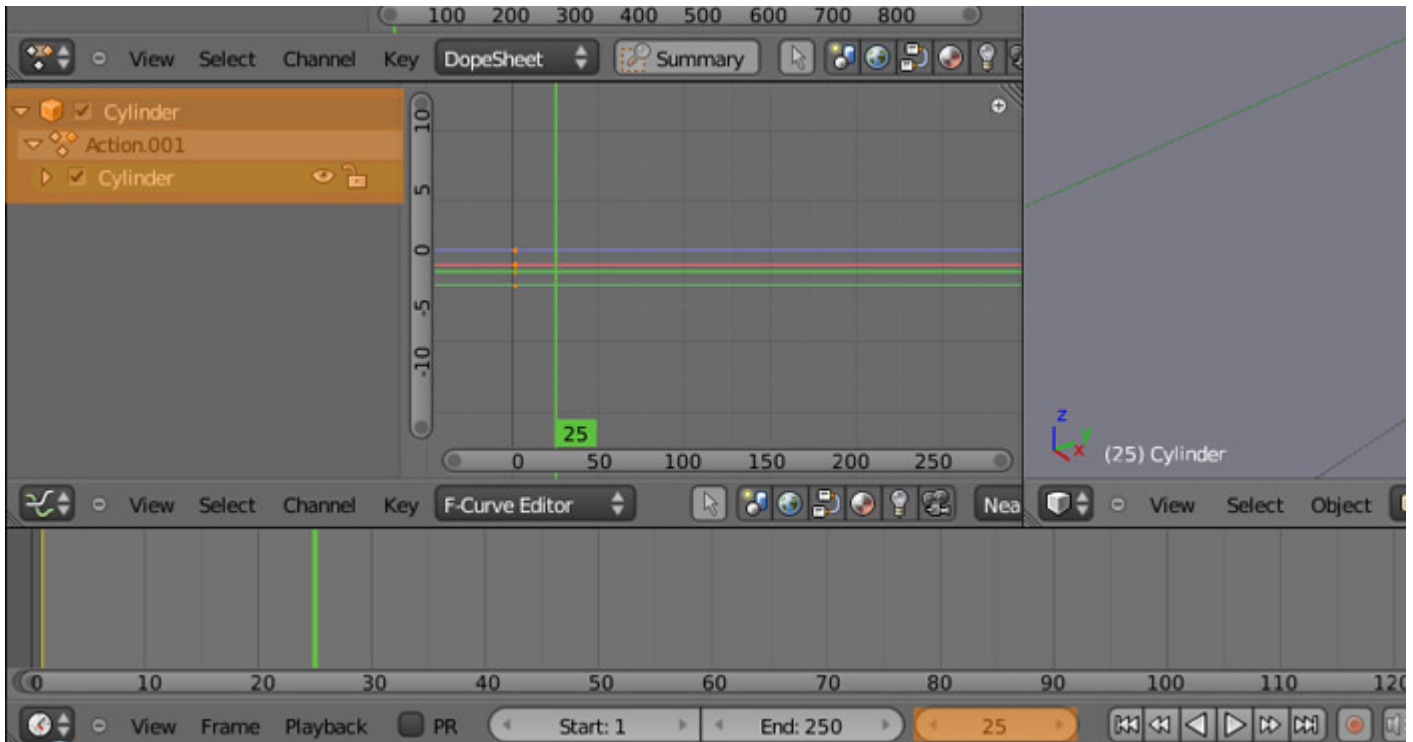 100 200 300 400 500 600 700 800
View Select Channel Key DopeSheet Summary
Cylinder
Action.001
Cylinder
10
5
0
-5
-10
25
0 50 100 150 200 250
(25) Cylinder
z
y
x
View Select Channel Key F-Curve Editor Nea
View Select Object
0 10 20 30 40 50 60 70 80 90 100 110 120
View Frame Playback PR Start: 1 End: 250 25